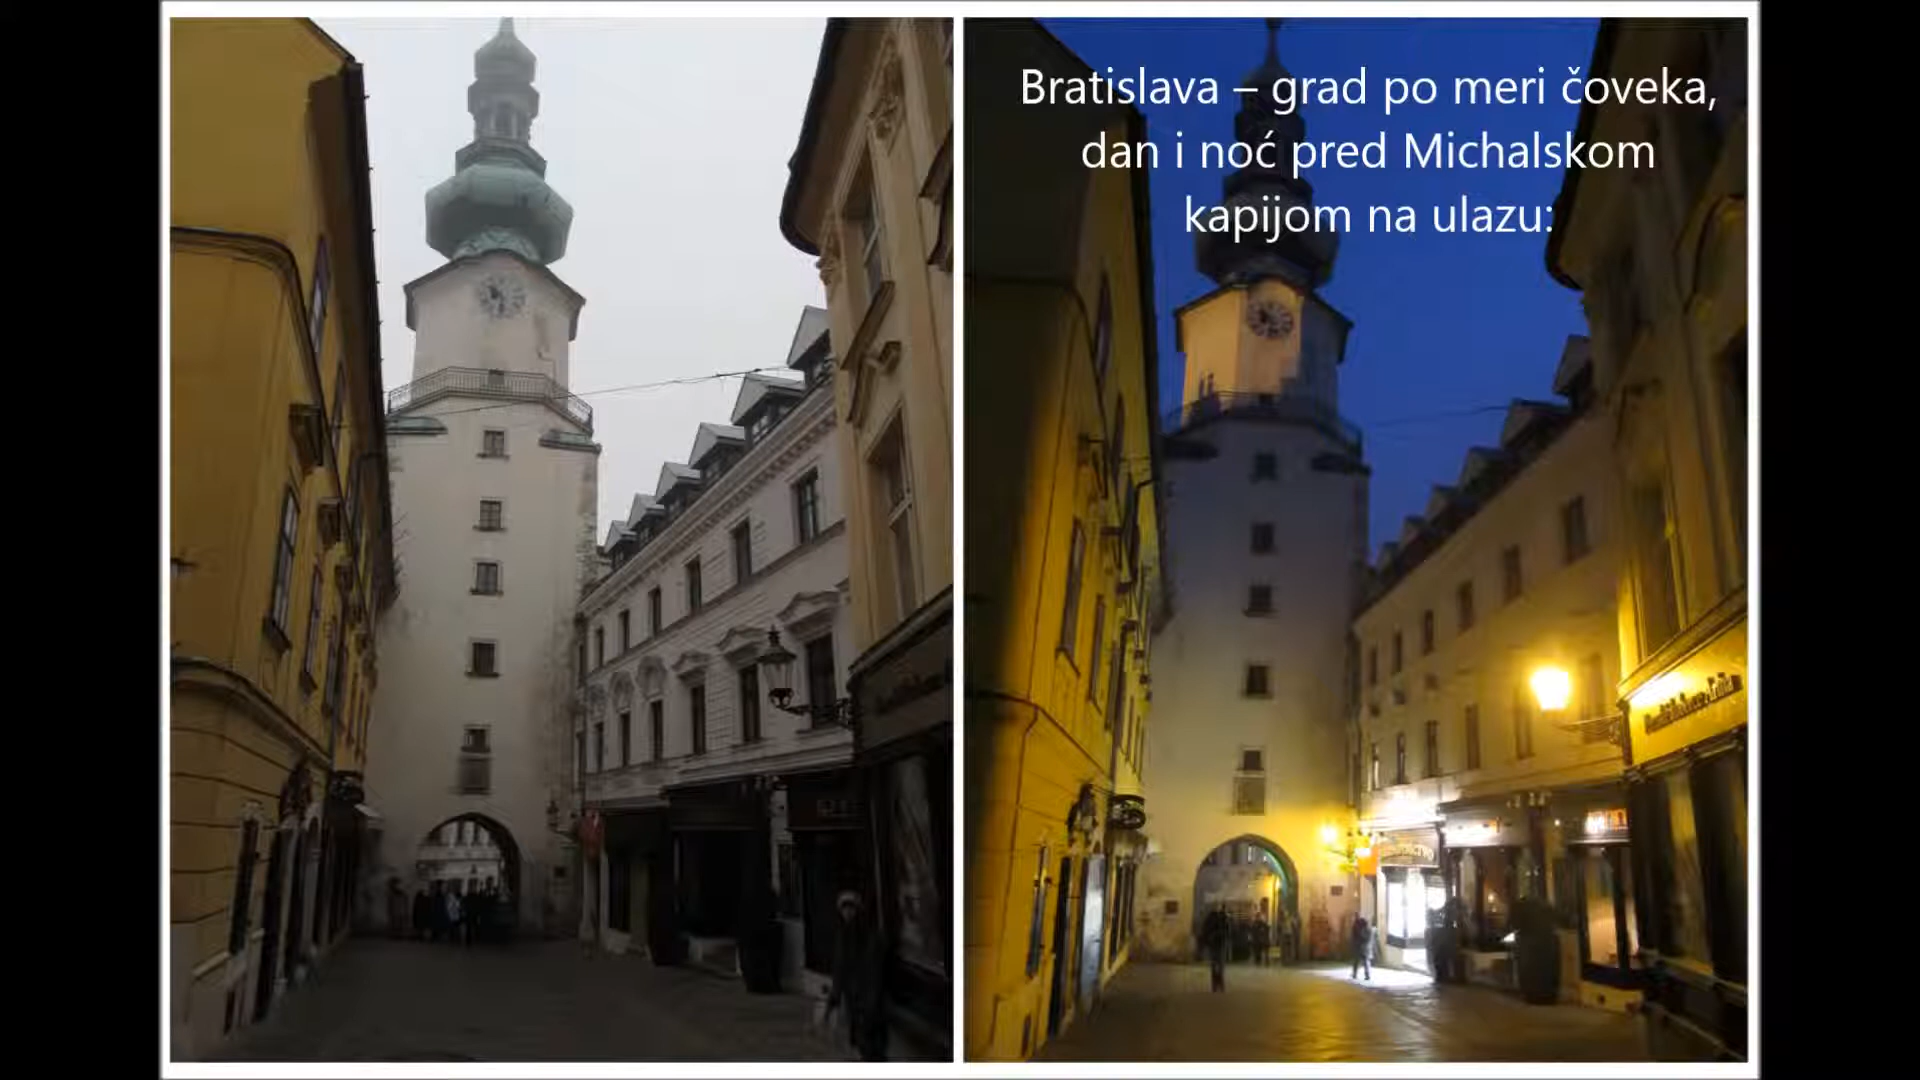 Bratislava – grad po meri čoveka,
dan i noć pred Michalskom
kapijom na ulazu: